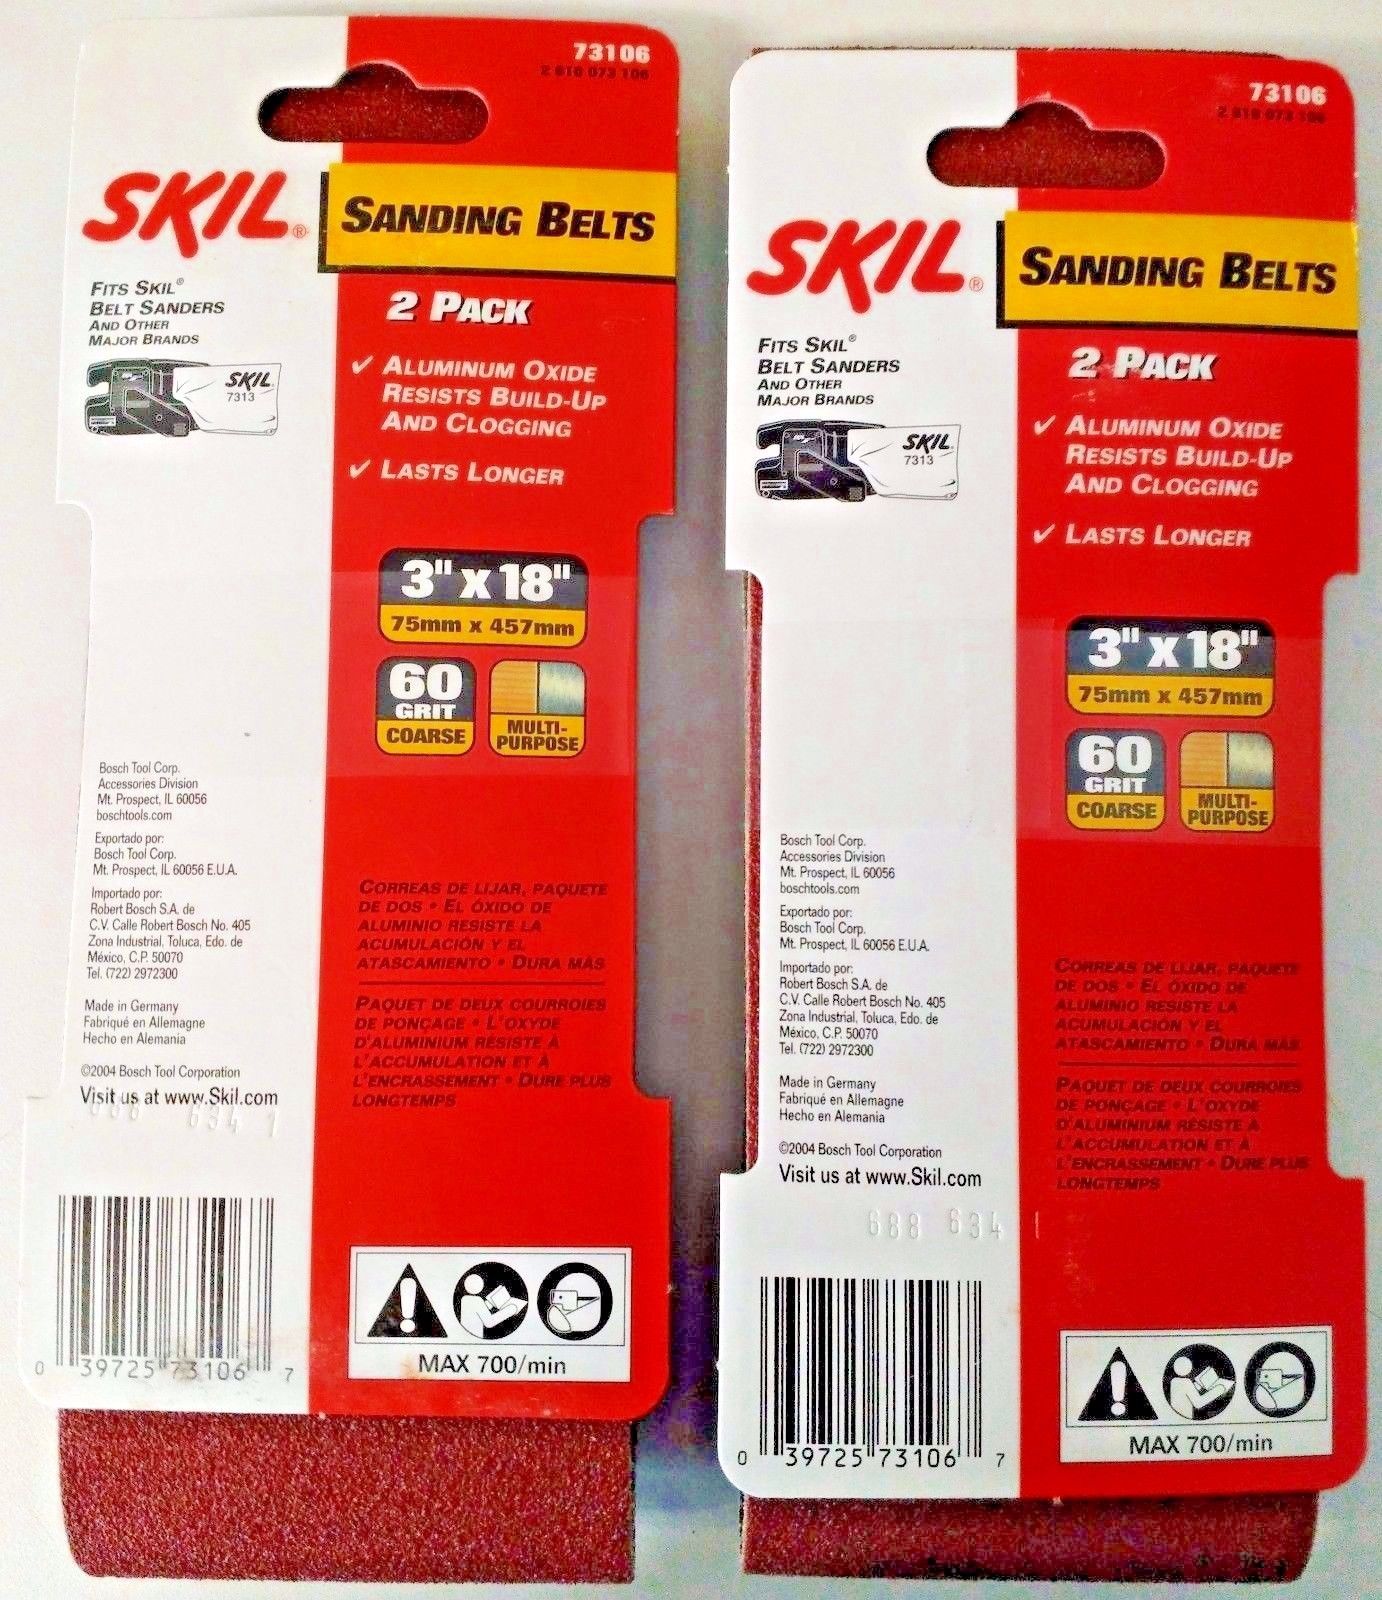 73106
2 610 073 106
SKIL®
SANDING BELTS
FITS SKIL®
BELT SANDERS
AND OTHER
MAJOR BRANDS
SKIL
7313
2 PACK
✓ ALUMINUM OXIDE
RESISTS BUILD-UP
AND CLOGGING
✓ LASTS LONGER
3" x 18"
75mm x 457mm
60
GRIT
COARSE
MULTI-
PURPOSE
Bosch Tool Corp.
Accessories Division
Mt. Prospect, IL 60056
boschtools.com
Exportado por:
Bosch Tool Corp.
Mt. Prospect, IL 60056 E.U.A.
Importado por:
Robert Bosch S.A. de
C.V. Calle Robert Bosch No. 405
Zona Industrial, Toluca, Edo. de
México, C.P. 50070
Tel. (722) 2972300
Made in Germany
Fabriqué en Allemagne
Hecho en Alemania
©2004 Bosch Tool Corporation
Visit us at www.Skil.com
688 634 1
CORREAS DE LIJAR, PAQUETE
DE DOS • EL ÓXIDO DE
ALUMINIO RESISTE LA
ACUMULACIÓN Y EL
ATASCAMIENTO • DURA MÁS
PAQUET DE DEUX COURROIES
DE PONÇAGE • L'OXYDE
D'ALUMINIUM RÉSISTE À
L'ACCUMULATION ET À
L'ENCRASSEMENT • DURE PLUS
LONGTEMPS
MAX 700/min
0 39725 73106 7
73106
2 610 073 106
SKIL®
SANDING BELTS
FITS SKIL®
BELT SANDERS
AND OTHER
MAJOR BRANDS
SKIL
7313
2 PACK
✓ ALUMINUM OXIDE
RESISTS BUILD-UP
AND CLOGGING
✓ LASTS LONGER
3" x 18"
75mm x 457mm
60
GRIT
COARSE
MULTI-
PURPOSE
Bosch Tool Corp.
Accessories Division
Mt. Prospect, IL 60056
boschtools.com
Exportado por:
Bosch Tool Corp.
Mt. Prospect, IL 60056 E.U.A.
Importado por:
Robert Bosch S.A. de
C.V. Calle Robert Bosch No. 405
Zona Industrial, Toluca, Edo. de
México, C.P. 50070
Tel. (722) 2972300
Made in Germany
Fabriqué en Allemagne
Hecho en Alemania
©2004 Bosch Tool Corporation
Visit us at www.Skil.com
688 634 1
CORREAS DE LIJAR, PAQUETE
DE DOS • EL ÓXIDO DE
ALUMINIO RESISTE LA
ACUMULACIÓN Y EL
ATASCAMIENTO • DURA MÁS
PAQUET DE DEUX COURROIES
DE PONÇAGE • L'OXYDE
D'ALUMINIUM RÉSISTE À
L'ACCUMULATION ET À
L'ENCRASSEMENT • DURE PLUS
LONGTEMPS
MAX 700/min
0 39725 73106 7